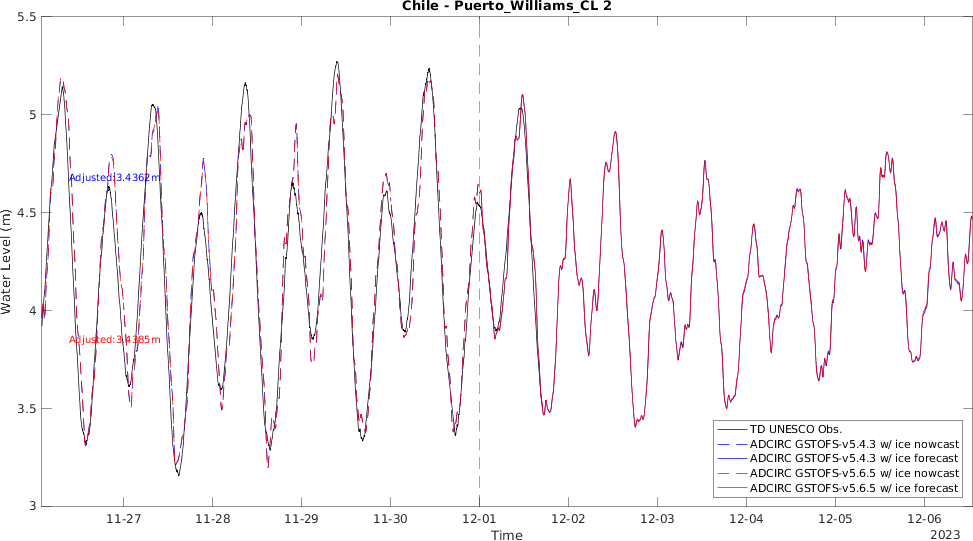 Chile - Puerto_Williams_CL 2
5.5
5
4.5
4
3.5
3
Water Level (m)
Adjusted:3.4362m
Adjusted:3.4385m
TD UNESCO Obs.
ADCIRC GSTOFS-v5.4.3 w/ ice nowcast
ADCIRC GSTOFS-v5.4.3 w/ ice forecast
ADCIRC GSTOFS-v5.6.5 w/ ice nowcast
ADCIRC GSTOFS-v5.6.5 w/ ice forecast
11-27 11-28 11-29 11-30 12-01 12-02 12-03 12-04 12-05 12-06
Time
2023